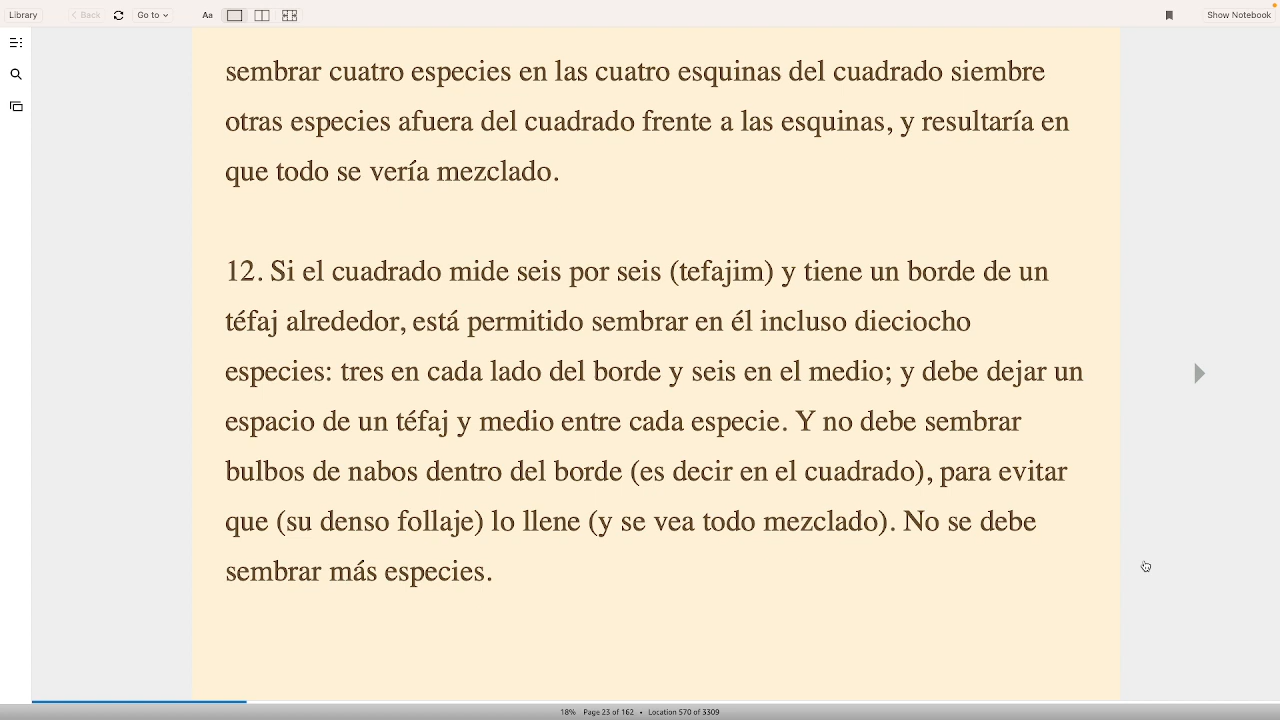 Library
Back
Go to
Aa
Show Notebook
sembrar cuatro especies en las cuatro esquinas del cuadrado siembre
otras especies afuera del cuadrado frente a las esquinas, y resultaría en
que todo se vería mezclado.
12. Si el cuadrado mide seis por seis (tefajim) y tiene un borde de un
téfaj alrededor, está permitido sembrar en él incluso dieciocho
especies: tres en cada lado del borde y seis en el medio; y debe dejar un
espacio de un téfaj y medio entre cada especie. Y no debe sembrar
bulbos de nabos dentro del borde (es decir en el cuadrado), para evitar
que (su denso follaje) lo llene (y se vea todo mezclado). No se debe
sembrar más especies.
18% Page 23 of 162 • Location 570 of 3309